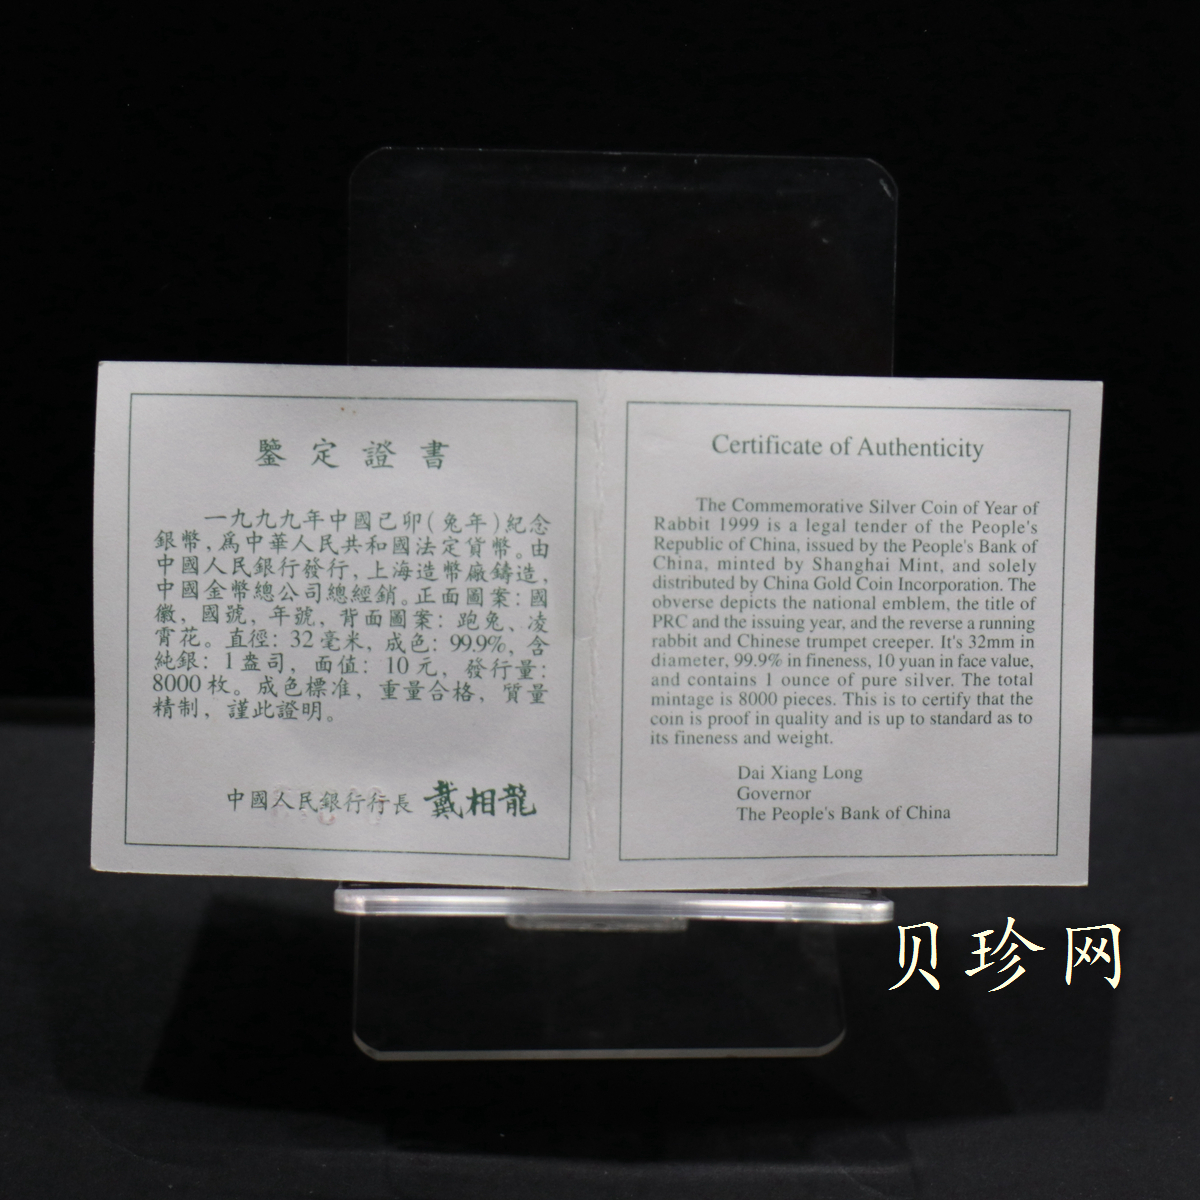 鑒定證書
一九九九年中國己卯(兔年)紀念
銀幣,爲中華人民共和國法定貨幣。由
中國人民銀行發行,上海造幣廠鑄造,
中國金幣總公司總經銷。正面圖案:國
徽,國號,年號,背面圖案:跑兔、凌
霄花。直徑:32毫米,成色:99.9%,含
純銀:1盎司,面值:10元,發行量:
8000枚。成色標准,重量合格,質量
精制,謹此證明。
中國人民銀行行長 戴相龍
Certificate of Authenticity
The Commemorative Silver Coin of Year of
Rabbit 1999 is a legal tender of the People's
Republic of China, issued by the People's Bank of
China, minted by Shanghai Mint, and solely
distributed by China Gold Coin Incorporation. The
obverse depicts the national emblem, the title of
PRC and the issuing year, and the reverse a running
rabbit and Chinese trumpet creeper. It's 32mm in
diameter, 99.9% in fineness, 10 yuan in face value,
and contains 1 ounce of pure silver. The total
mintage is 8000 pieces. This is to certify that the
coin is proof in quality and is up to standard as to
its fineness and weight.
Dai Xiang Long
Governor
The People's Bank of China
贝珍网